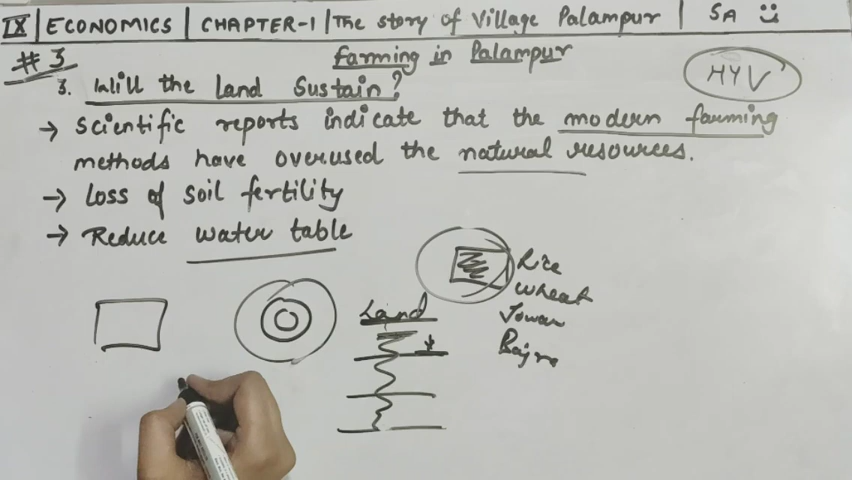 IX | ECONOMICS | CHAPTER-1 | The story of Village Palampur | SA
#3 Farming in Palampur
3. Will the Land Sustain?
HYV
→ Scientific reports indicate that the modern farming
methods have overused the natural resources.
→ Loss of soil fertility
→ Reduce water table
Rice
Wheat
Jowar
Bajra
Land